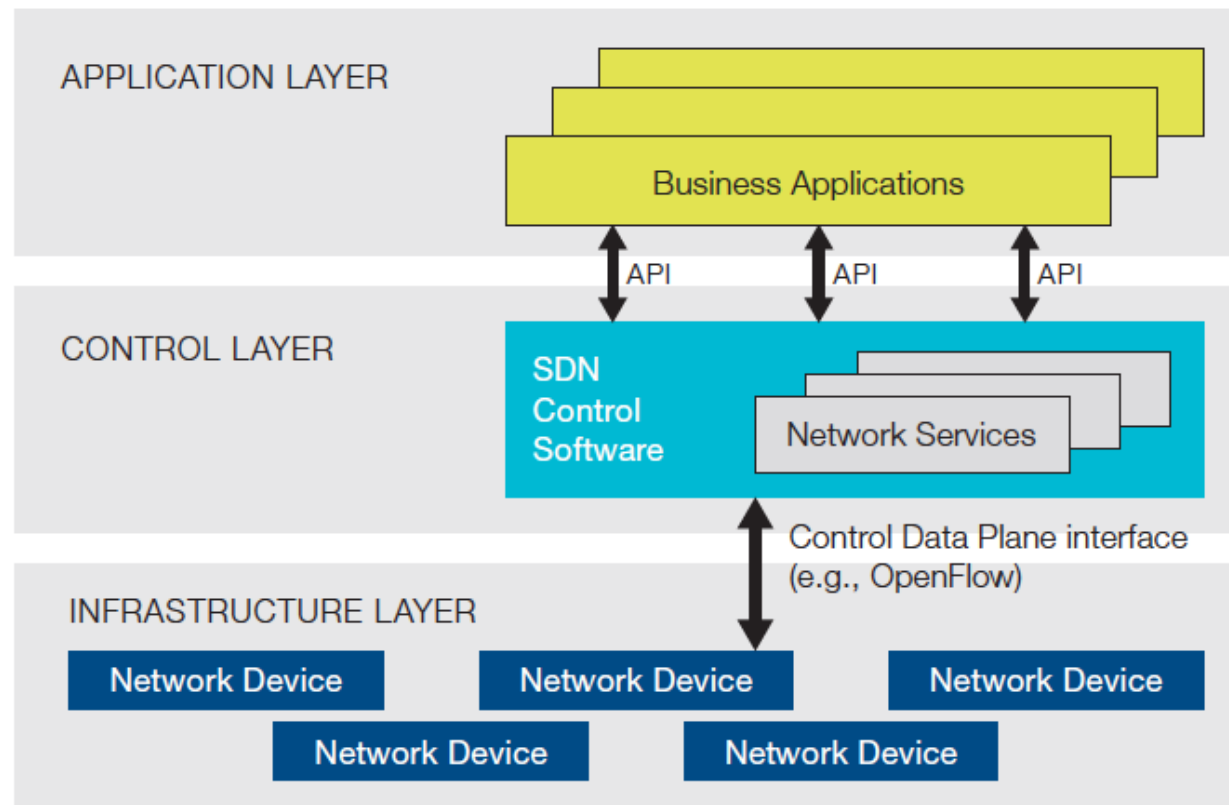 APPLICATION LAYER
Business Applications
API
API
API
CONTROL LAYER
SDN
Control
Software
Network Services
Control Data Plane interface
(e.g., OpenFlow)
INFRASTRUCTURE LAYER
Network Device
Network Device
Network Device
Network Device
Network Device